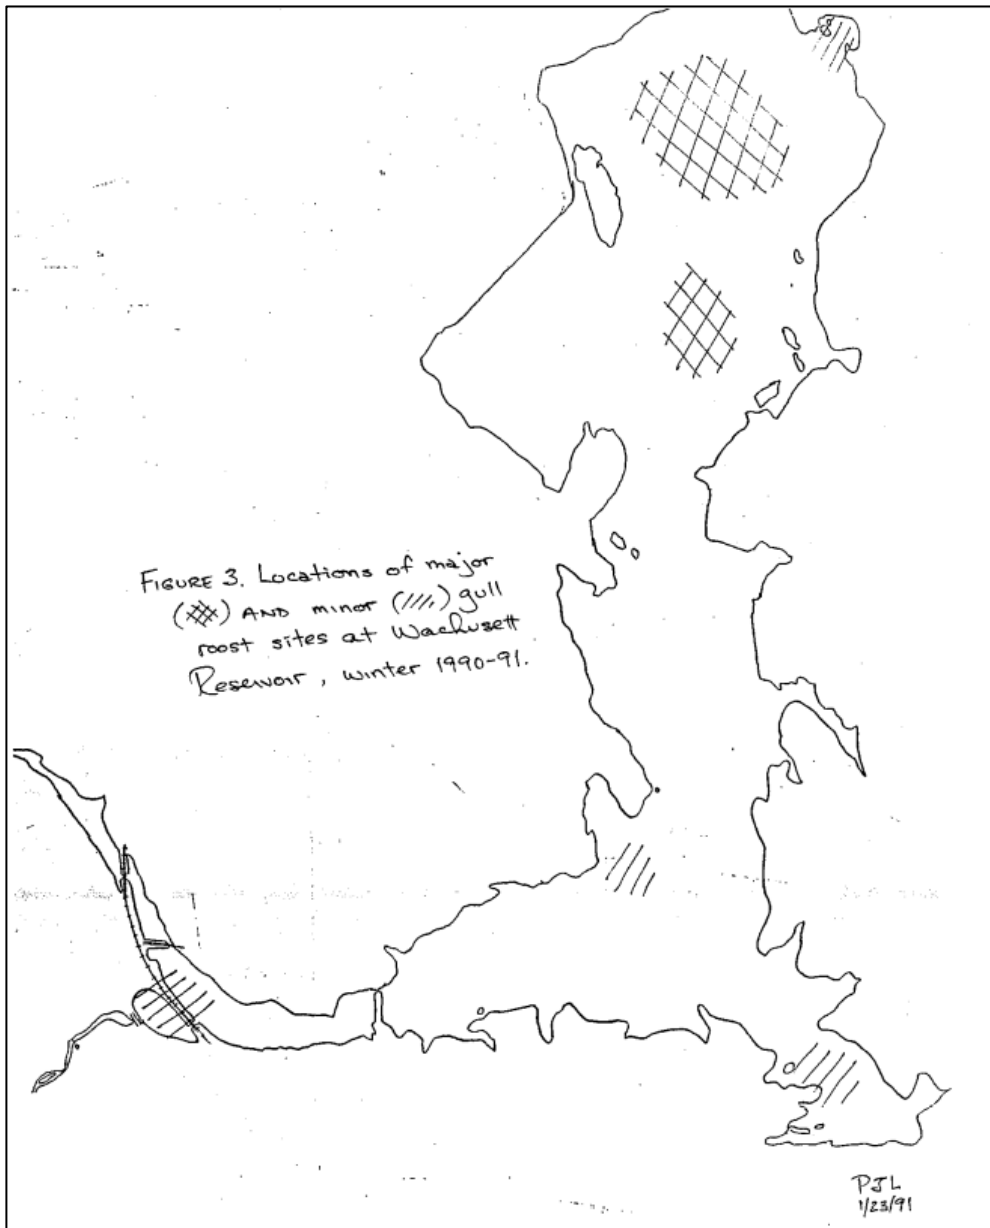 FIGURE 3. Locations of major
( ) AND minor (////) gull
roost sites at Wachusett
Reservoir, winter 1990-91.
PJL
1/23/91